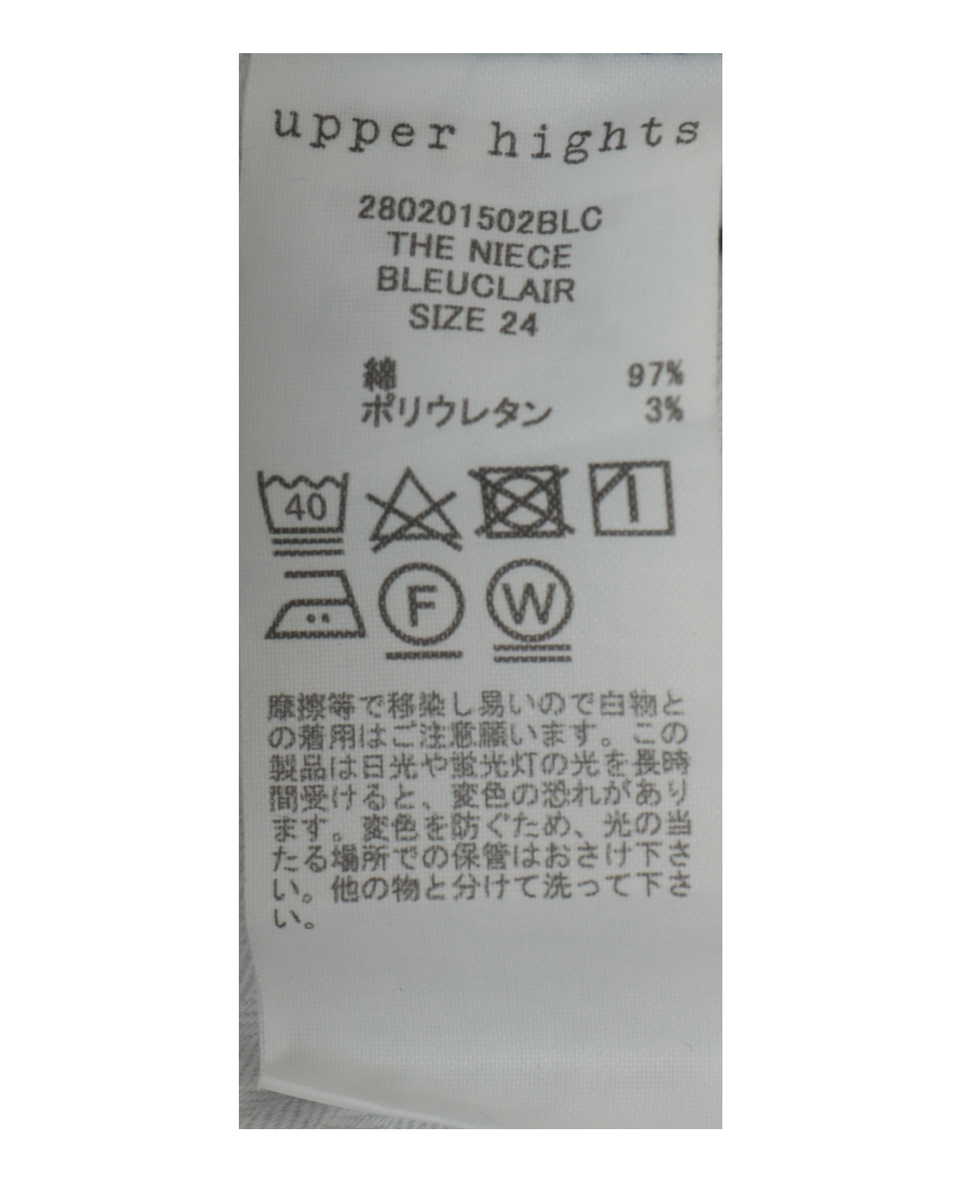 upper hights
280201502BLC
THE NIECE
BLEUCLAIR
SIZE 24
綿 97%
ポリウレタン 3%
40
F W
摩擦等で移染し易いので白物と
の着用はご注意願います。この
製品は日光や蛍光灯の光を長時
間受けると、変色の恐れがあり
ます。変色を防ぐため、光の当
たる場所での保管はおさけ下さ
い。他の物と分けて洗って下さ
い。